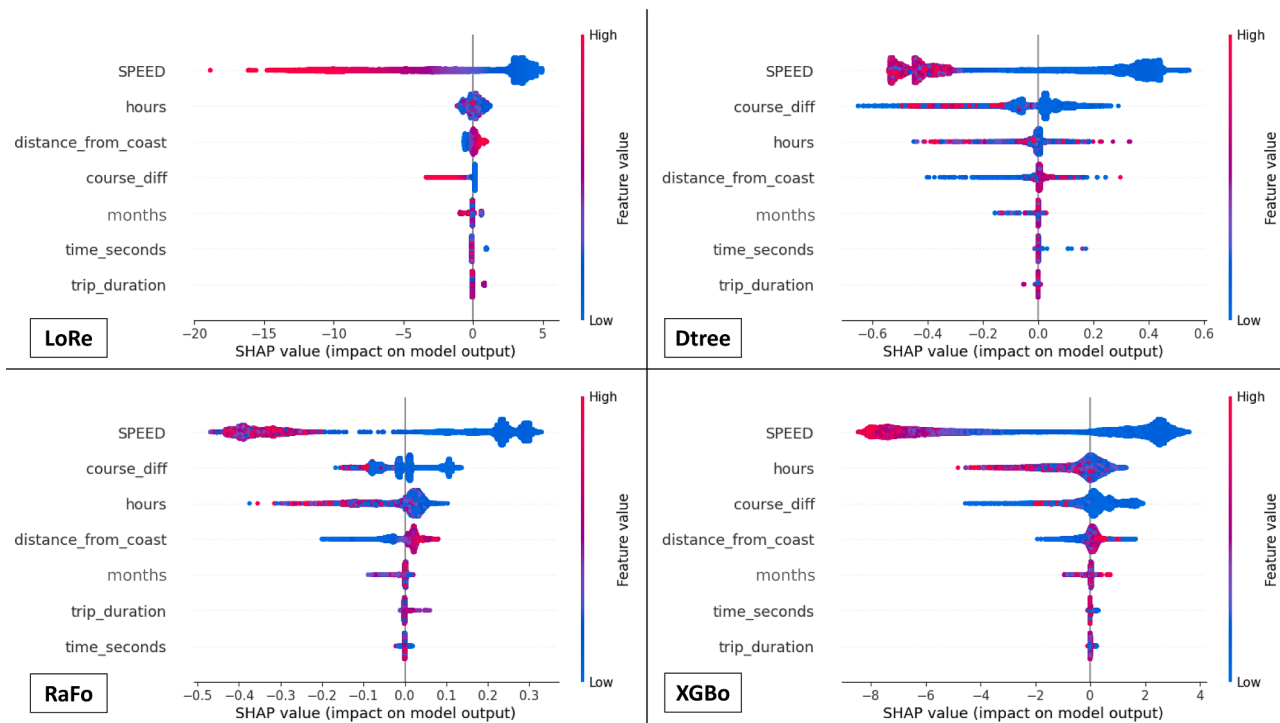 High
SPEED
hours
distance_from_coast
course_diff
months
time_seconds
trip_duration
Feature value
Low
−20 −15 −10 −5 0 5
SHAP value (impact on model output)
LoRe
High
SPEED
course_diff
hours
distance_from_coast
months
time_seconds
trip_duration
Feature value
Low
−0.6 −0.4 −0.2 0.0 0.2 0.4 0.6
SHAP value (impact on model output)
Dtree
High
SPEED
course_diff
hours
distance_from_coast
months
trip_duration
time_seconds
Feature value
Low
−0.5 −0.4 −0.3 −0.2 −0.1 0.0 0.1 0.2 0.3
SHAP value (impact on model output)
RaFo
High
SPEED
hours
course_diff
distance_from_coast
months
time_seconds
trip_duration
Feature value
Low
−8 −6 −4 −2 0 2 4
SHAP value (impact on model output)
XGBo